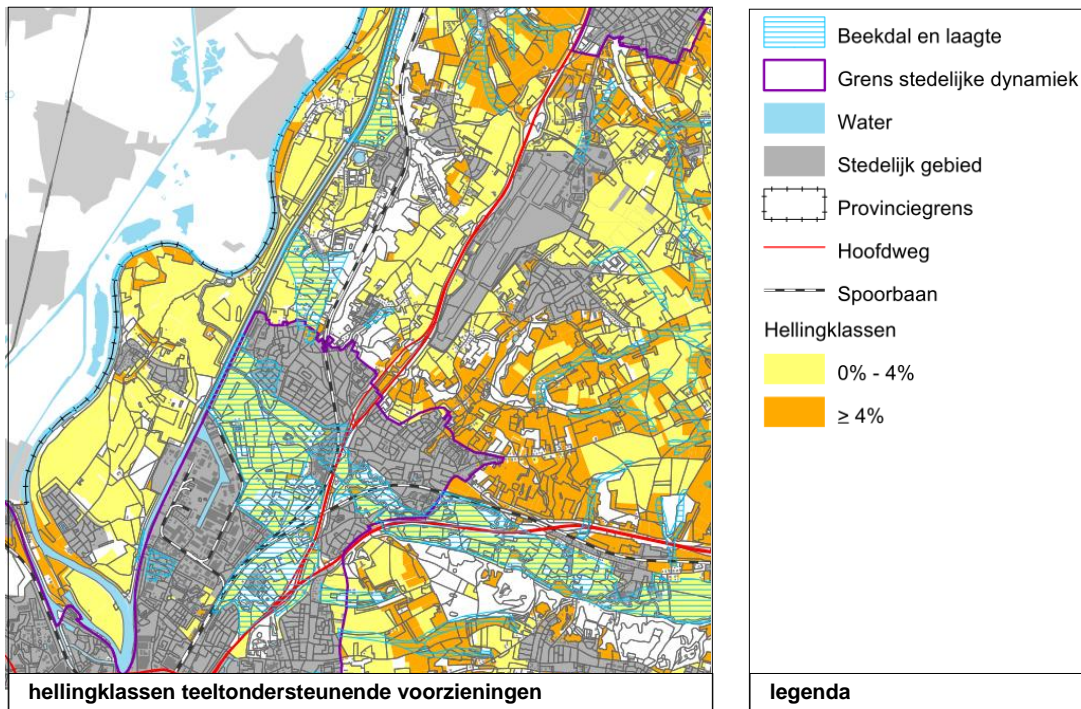 Beekdal en laagte
Grens stedelijke dynamiek
Water
Stedelijk gebied
Provinciegrens
Hoofdweg
Spoorbaan
Hellingklassen
0% - 4%
≥ 4%
hellingklassen teeltondersteunende voorzieningen
legenda